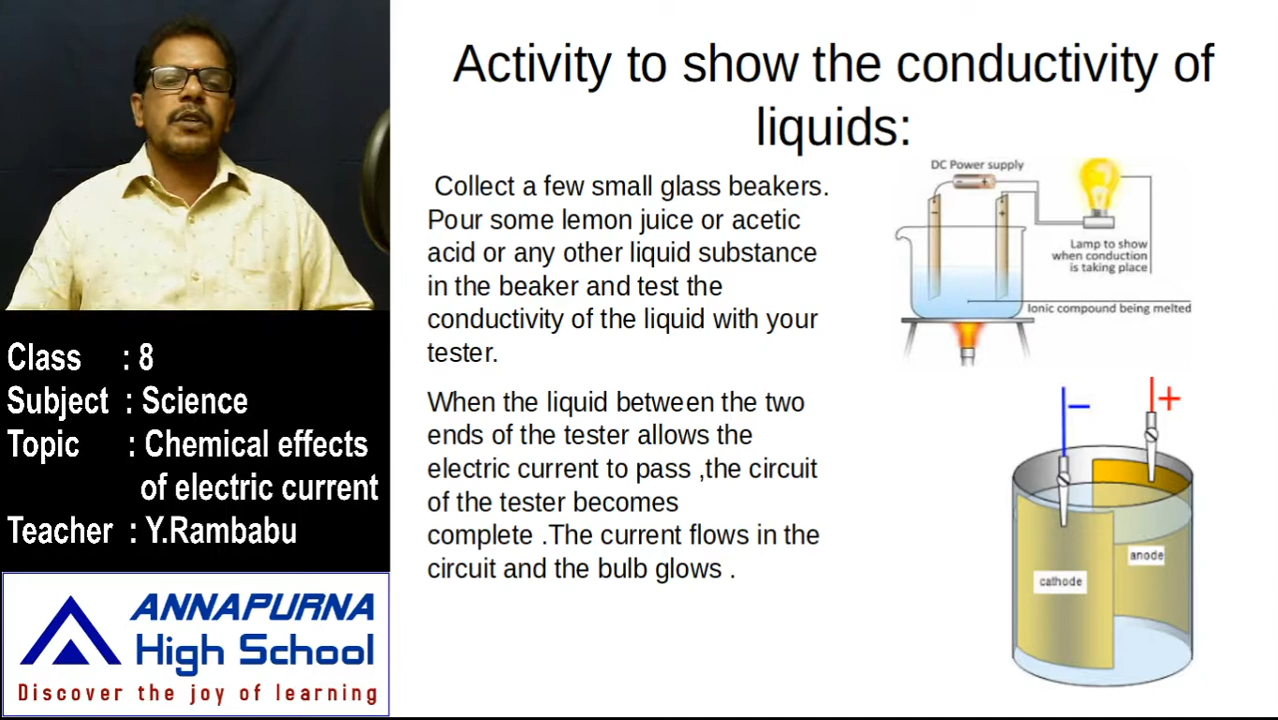 Activity to show the conductivity of
liquids:
Collect a few small glass beakers.
Pour some lemon juice or acetic
acid or any other liquid substance
in the beaker and test the
conductivity of the liquid with your
tester.
When the liquid between the two
ends of the tester allows the
electric current to pass ,the circuit
of the tester becomes
complete .The current flows in the
circuit and the bulb glows .
DC Power supply
- +
- +
Lamp to show
when conduction
is taking place
Ionic compound being melted
- +
anode
cathode
Class : 8
Subject : Science
Topic : Chemical effects
of electric current
Teacher : Y.Rambabu
ANNAPURNA
High School
Discover the joy of learning